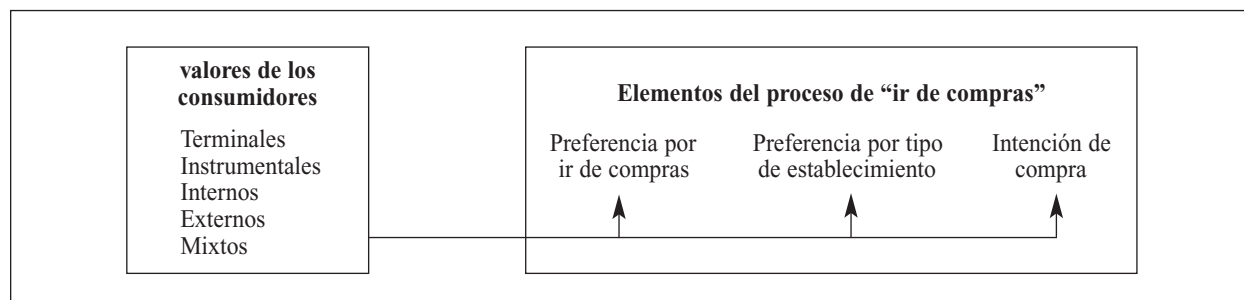 valores de los
consumidores
Terminales
Instrumentales
Internos
Externos
Mixtos
Elementos del proceso de “ir de compras”
Preferencia por
ir de compras
Preferencia por tipo
de establecimiento
Intención de
compra